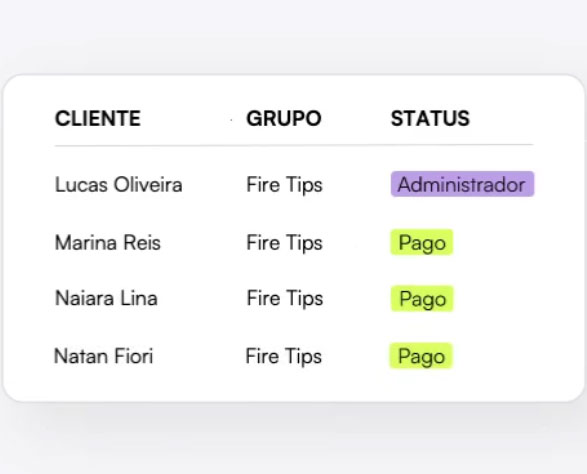 CLIENTE GRUPO STATUS
Lucas Oliveira Fire Tips Administrador
Marina Reis Fire Tips Pago
Naiara Lina Fire Tips Pago
Natan Fiori Fire Tips Pago